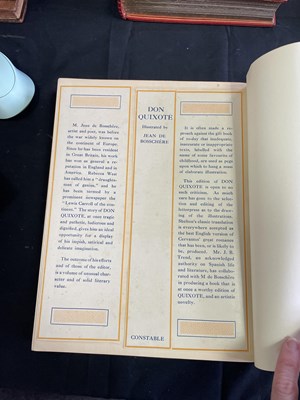 M. Jean de Bosschère,
artist and poet, was before
the war widely known on
the continent of Europe.
Since he has been resident
in Great Britain, his work
has won as general a re-
putation in England and in
America. Rebecca West
has called him a "draughts-
man of genius," and he
has been termed by a
prominent newspaper the
"Lewis Carroll of the con-
tinent." The story of DON
QUIXOTE, at once tragic
and pathetic, ludicrous and
dignified, gives him an ideal
opportunity for a display
of his impish, satirical and
delicate imagination.
The outcome of his efforts
and of those of the editor,
is a volume of unusual char-
acter and of solid literary
value.
DON
QUIXOTE
Illustrated by
JEAN DE
BOSSCHÈRE
CONSTABLE
It is often made a re-
proach against the gift book
of to-day that inadequate,
inaccurate or inappropriate
texts, labelled with the
name of some favourite of
childhood, are used as pegs
upon which to hang a mass
of elaborate illustration.
This edition of DON
QUIXOTE is open to no
such criticism. As much
care has gone to the selec-
tion and editing of the
letterpress as to the draw-
ing of the illustrations.
Shelton's classic translation
is everywhere accepted as
the best English version of
Cervantes' great romance
that has been, or is likely to
be, produced. Mr. J. B.
Trend, an acknowledged
authority on Spanish life
and literature, has collabo-
rated with M de Bosschère
in producing a book that is
at once a worthy edition of
QUIXOTE, and an artistic
novelty.